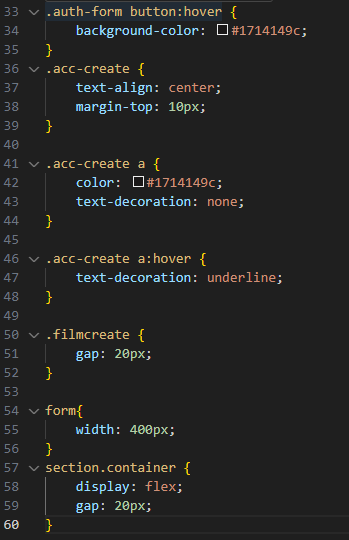 33 .auth-form button:hover {
34     background-color: #1714149c;
35 }
36 .acc-create {
37     text-align: center;
38     margin-top: 10px;
39 }
40
41 .acc-create a {
42     color: #1714149c;
43     text-decoration: none;
44 }
45
46 .acc-create a:hover {
47     text-decoration: underline;
48 }
49
50 .filmcreate {
51     gap: 20px;
52 }
53
54 form{
55     width: 400px;
56 }
57 section.container {
58     display: flex;
59     gap: 20px;
60 }